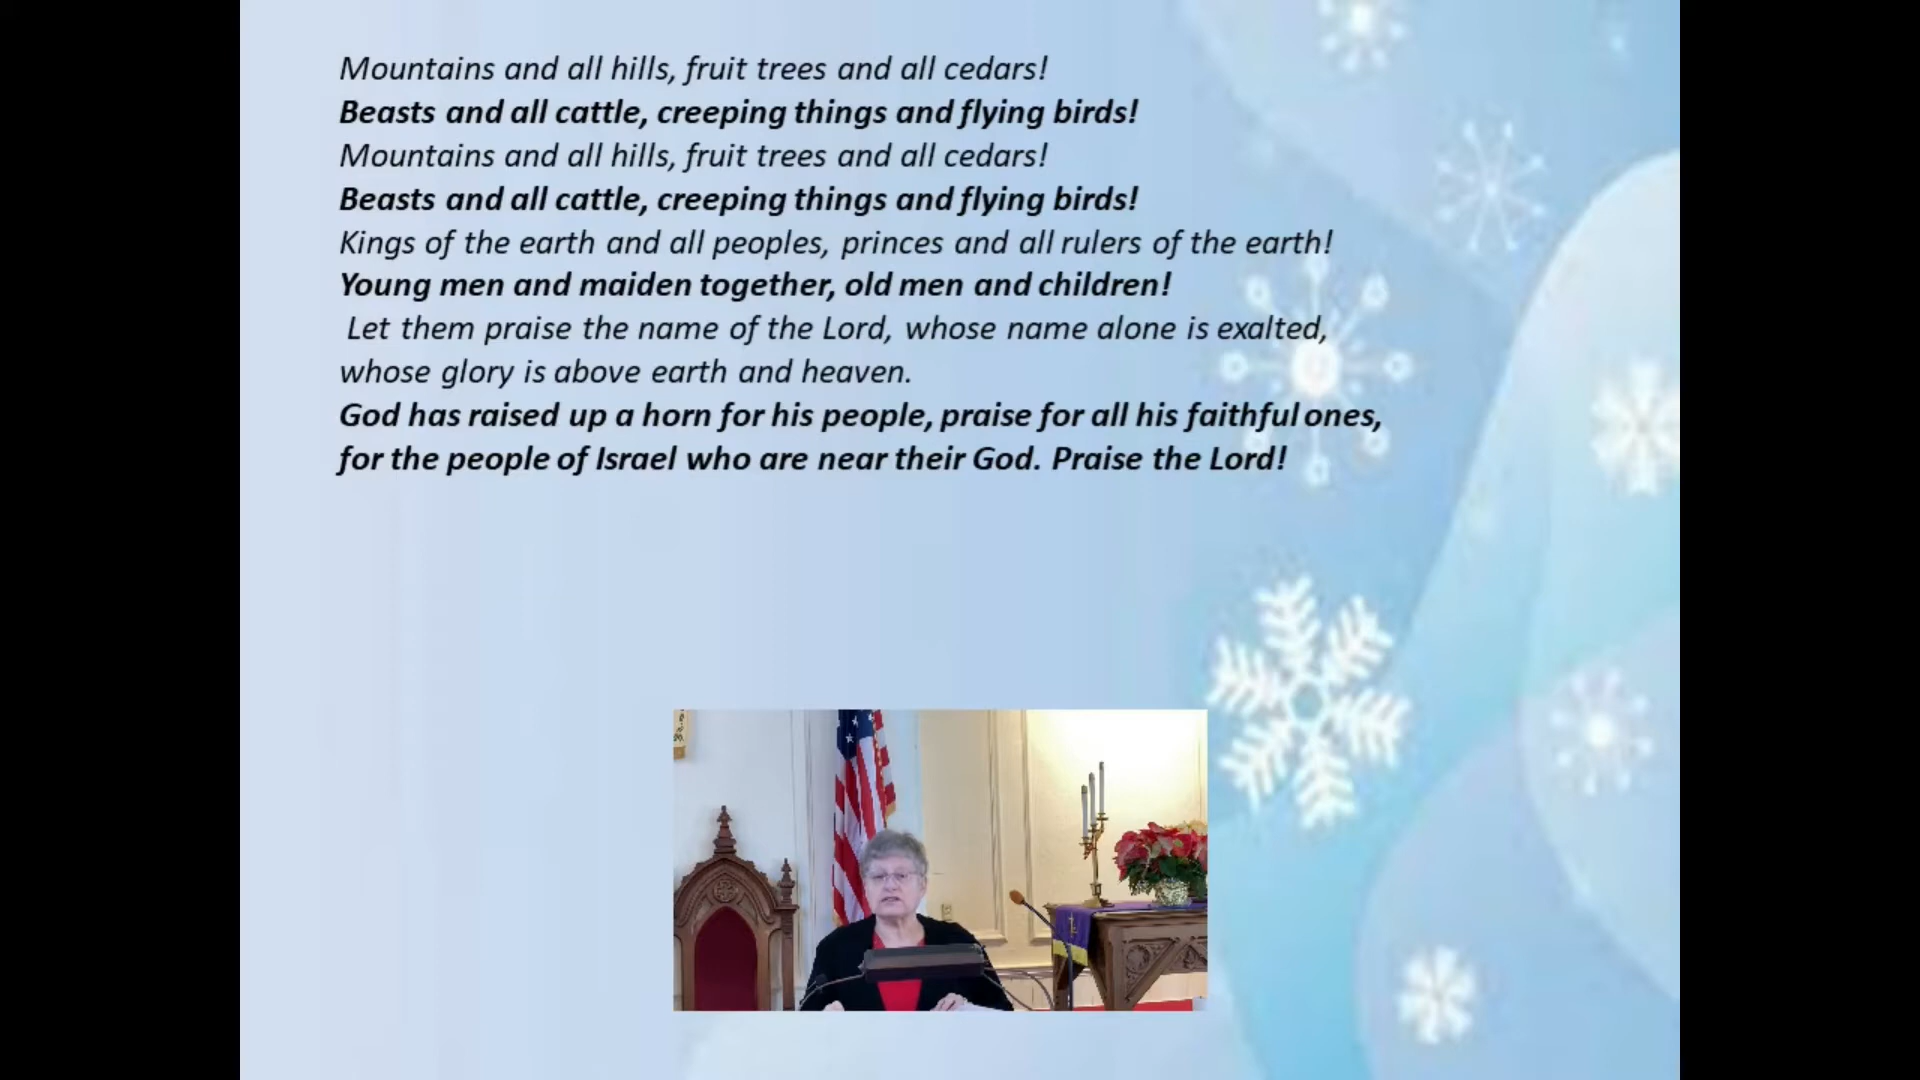 Mountains and all hills, fruit trees and all cedars!
Beasts and all cattle, creeping things and flying birds!
Mountains and all hills, fruit trees and all cedars!
Beasts and all cattle, creeping things and flying birds!
Kings of the earth and all peoples, princes and all rulers of the earth!
Young men and maiden together, old men and children!
Let them praise the name of the Lord, whose name alone is exalted,
whose glory is above earth and heaven.
God has raised up a horn for his people, praise for all his faithful ones,
for the people of Israel who are near their God. Praise the Lord!